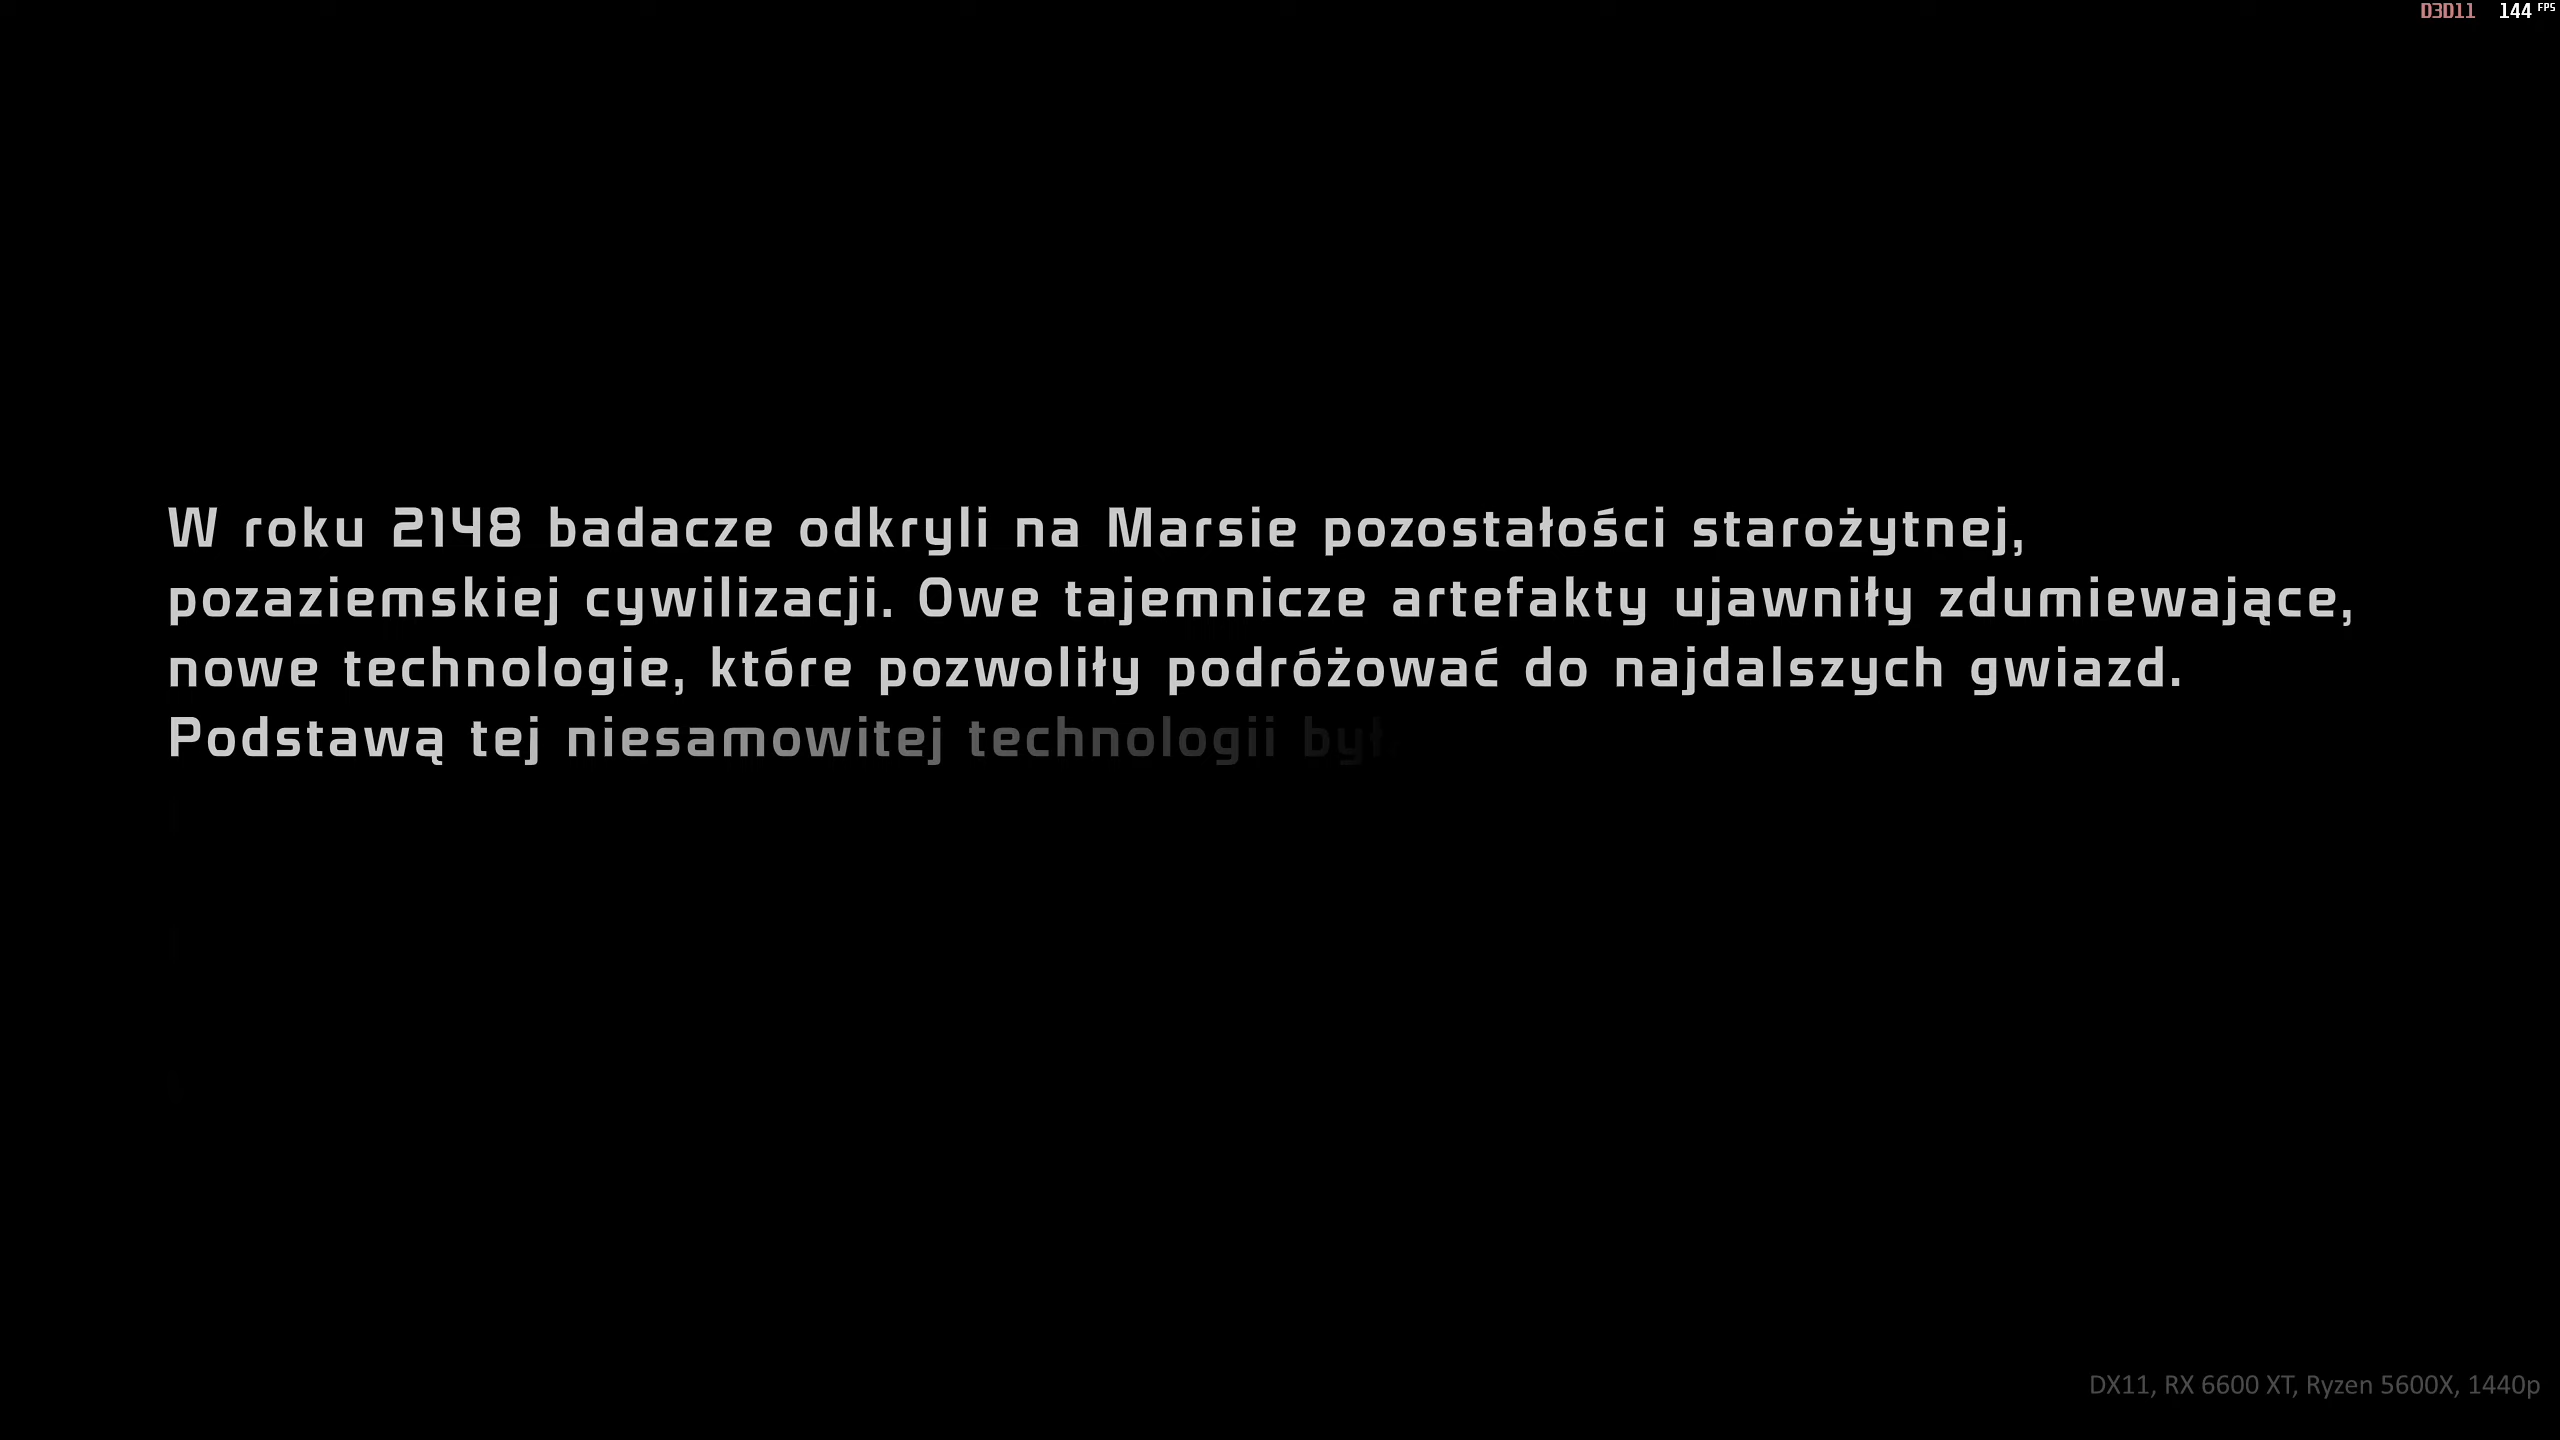 D3D11 144 FPS
W roku 2148 badacze odkryli na Marsie pozostałości starożytnej,
pozaziemskiej cywilizacji. Owe tajemnicze artefakty ujawniły zdumiewające,
nowe technologie, które pozwoliły podróżować do najdalszych gwiazd.
Podstawą tej niesamowitej technologii
DX11, RX 6600 XT, Ryzen 5600X, 1440p